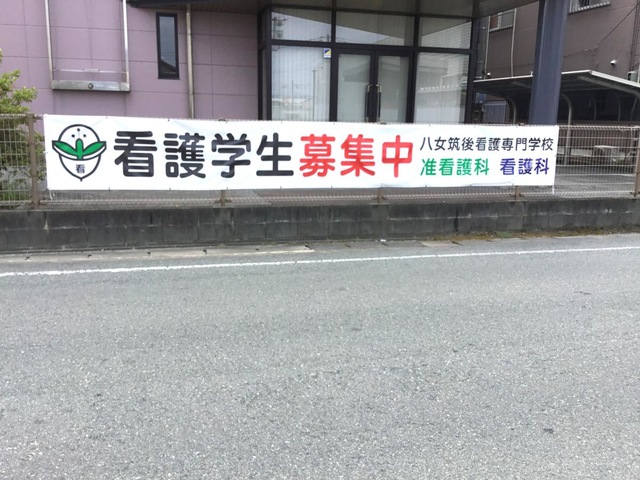 看
看護学生募集中
八女筑後看護専門学校
准看護科 看護科